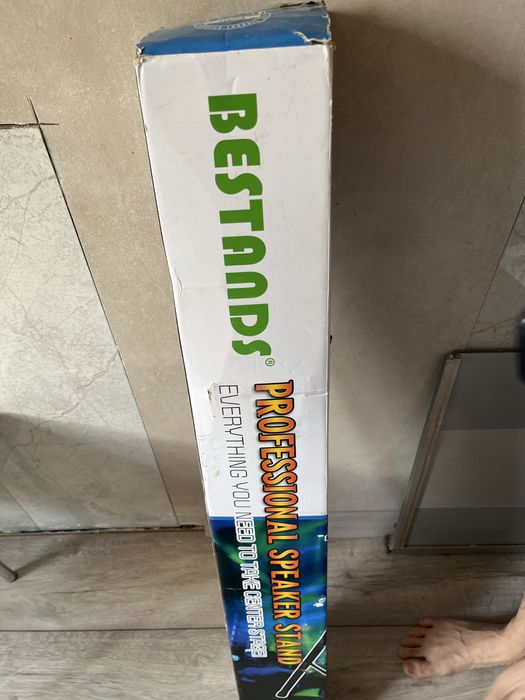 BESTANDS®
PROFESSIONAL SPEAKER STAND
EVERYTHING YOU NEED TO TAKE CENTER STAGE